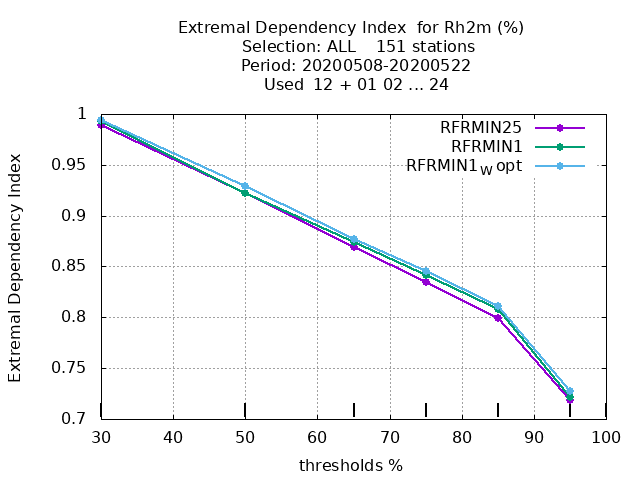 Extremal Dependency Index  for Rh2m (%)
Selection: ALL    151 stations
Period: 20200508-20200522
Used  12 + 01 02 ... 24
RFRMIN25
RFRMIN1
RFRMIN1W opt
Extremal Dependency Index
1
0.95
0.9
0.85
0.8
0.75
0.7
30 40 50 60 70 80 90 100
thresholds %